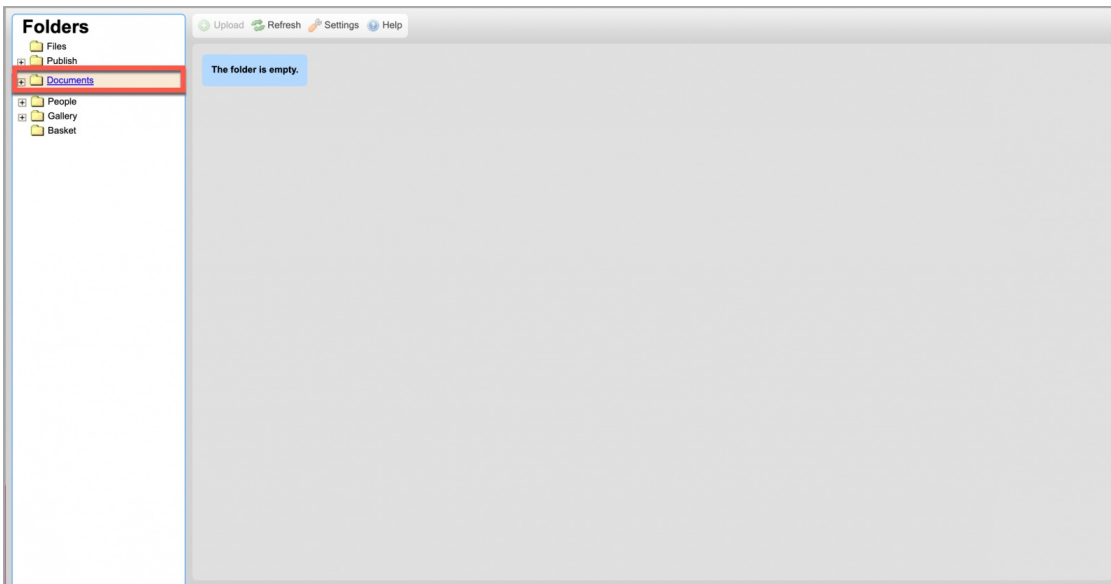 Folders
Files
Publish
Documents
People
Gallery
Basket
Upload Refresh Settings Help
The folder is empty.